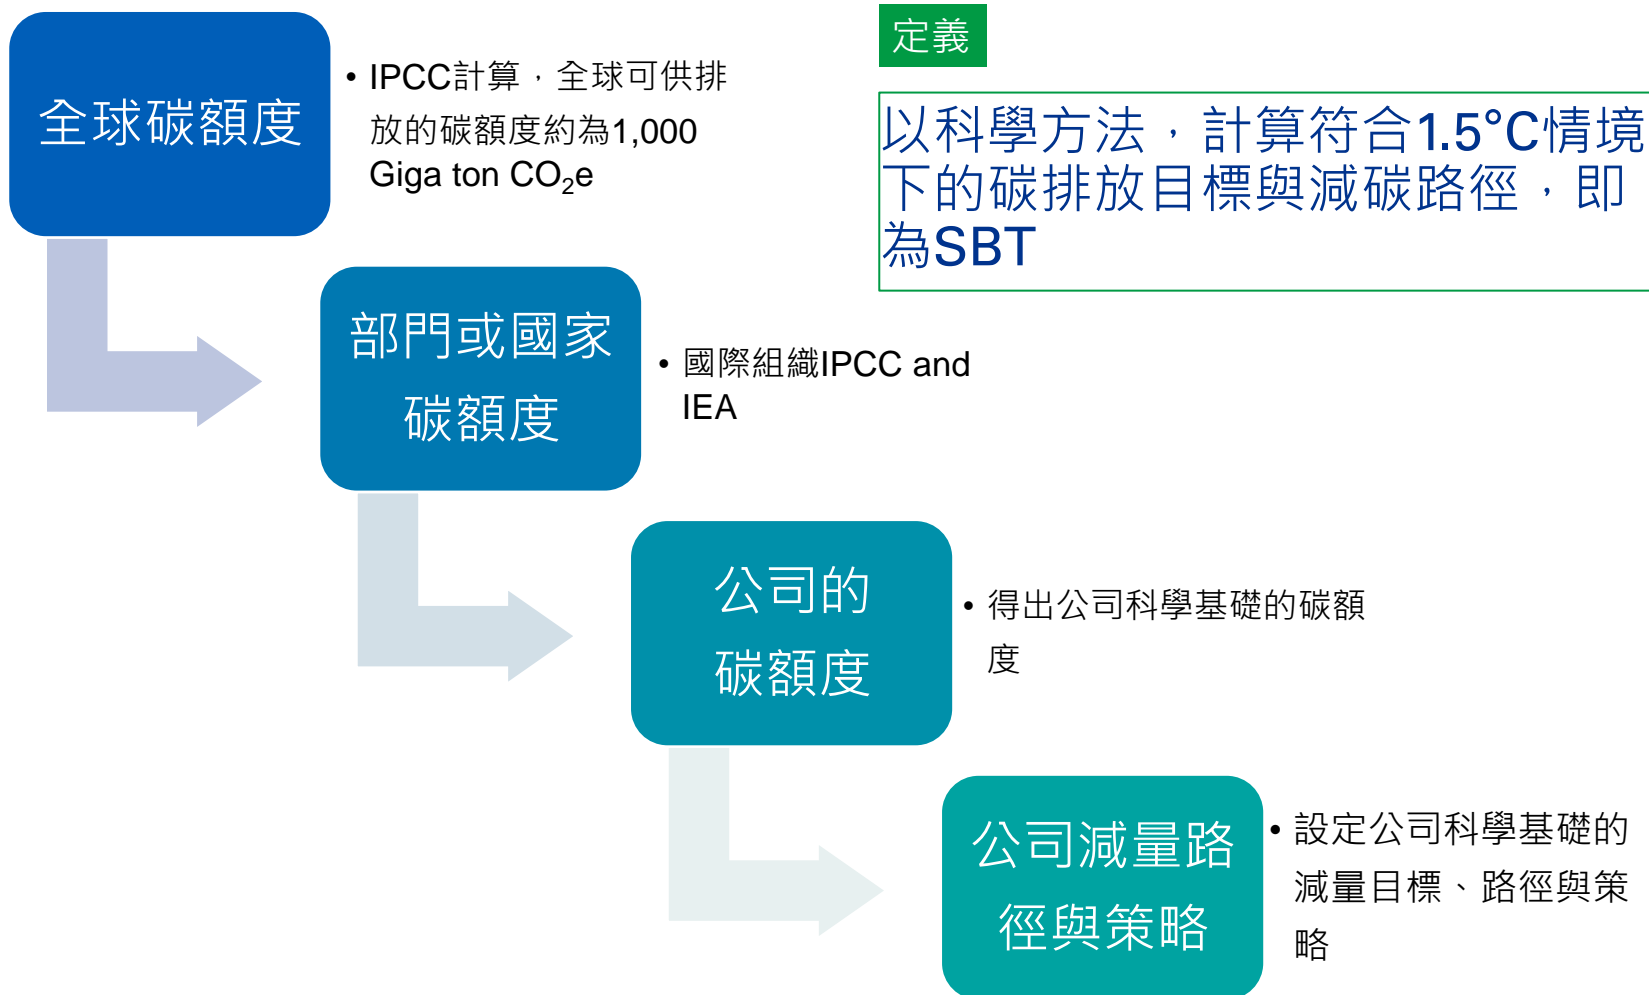 全球碳額度
• IPCC計算，全球可供排
放的碳額度約為1,000
Giga ton CO₂e
定義
以科學方法，計算符合1.5°C情境
下的碳排放目標與減碳路徑，即
為SBT
部門或國家
碳額度
• 國際組織IPCC and
IEA
公司的
碳額度
• 得出公司科學基礎的碳額
度
公司減量路
徑與策略
• 設定公司科學基礎的
減量目標、路徑與策
略